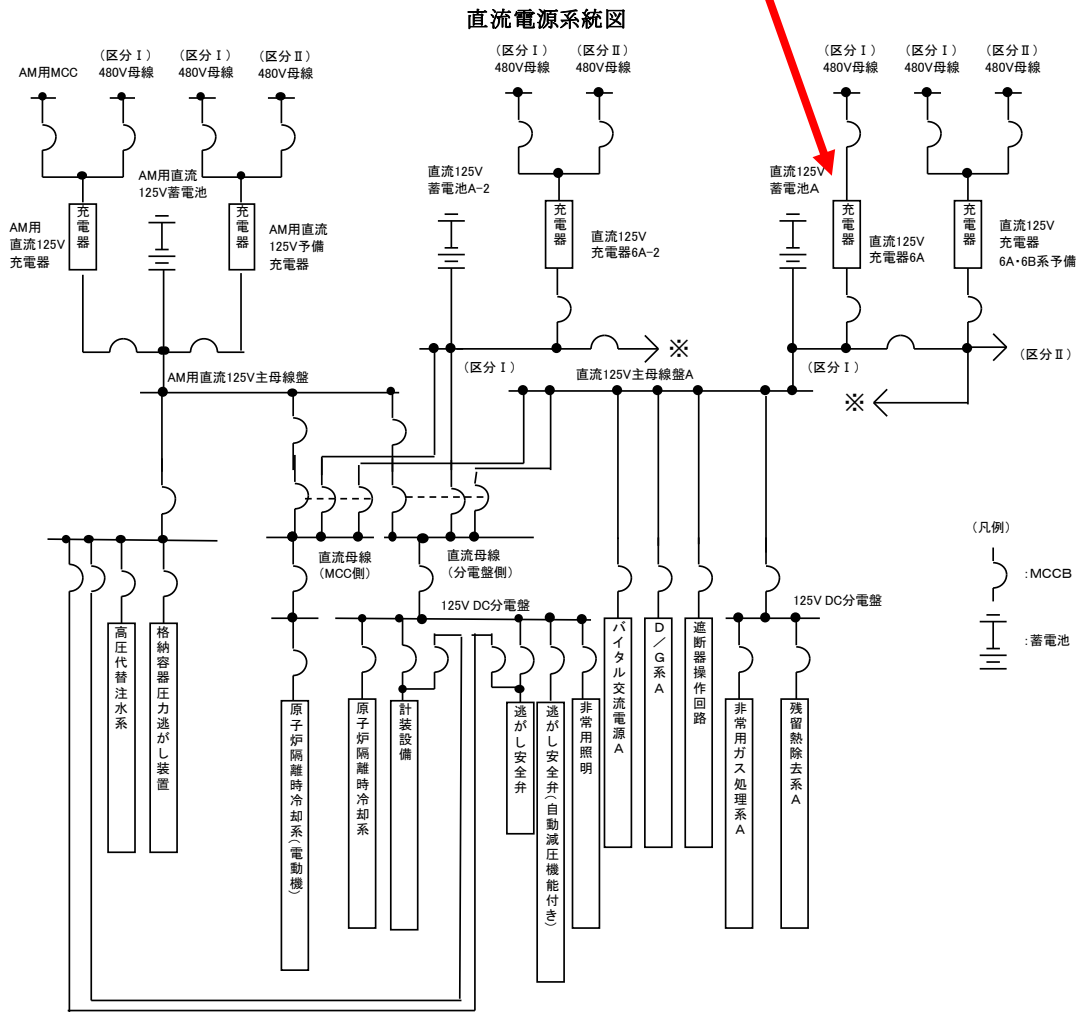 直流電源系統図
AM用MCC
(区分Ⅰ)
480V母線
(区分Ⅰ)
480V母線
(区分Ⅱ)
480V母線
(区分Ⅰ)
480V母線
(区分Ⅱ)
480V母線
(区分Ⅰ)
480V母線
(区分Ⅰ)
480V母線
(区分Ⅱ)
480V母線
AM用
直流125V
充電器
充電器
AM用直流
125V蓄電池
充電器
AM用直流
125V予備
充電器
直流125V
蓄電池A-2
充電器
直流125V
充電器6A-2
直流125V
蓄電池A
充電器
直流125V
充電器6A
充電器
直流125V
充電器
6A・6B系予備
※
(区分Ⅱ)
(区分Ⅰ)
(区分Ⅰ)
AM用直流125V主母線盤
直流125V主母線盤A
※
直流母線
(MCC側)
直流母線
(分電盤側)
125V DC分電盤
125V DC分電盤
高圧代替注水系
格納容器圧力逃がし装置
原子炉隔離時冷却系(電動機)
原子炉隔離時冷却系
計装設備
逃がし安全弁
逃がし安全弁(自動減圧機能付き)
非常用照明
バイタル交流電源A
D/G系A
遮断器操作回路
非常用ガス処理系A
残留熱除去系A
(凡例)
:MCCB
:蓄電池